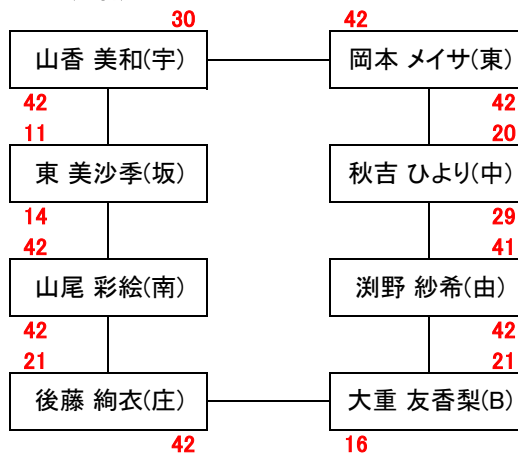 30 42
山香 美和(宇) 岡本 メイサ(東)
42 42
11 20
東 美沙季(坂) 秋吉 ひより(中)
14 29
42 41
山尾 彩絵(南) 渕野 紗希(由)
42 42
21 21
後藤 絢衣(庄) 大重 友香梨(B)
42 16